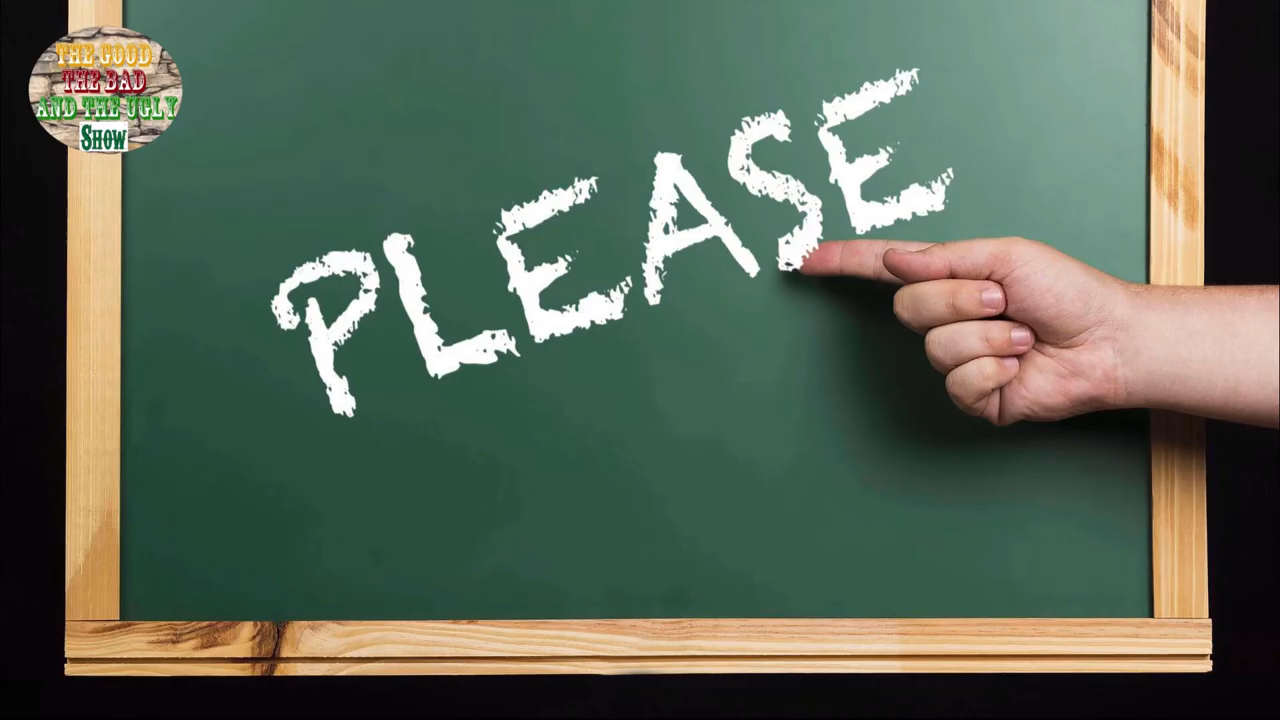 THE GOOD
THE BAD
AND THE UGLY
SHOW
PLEASE